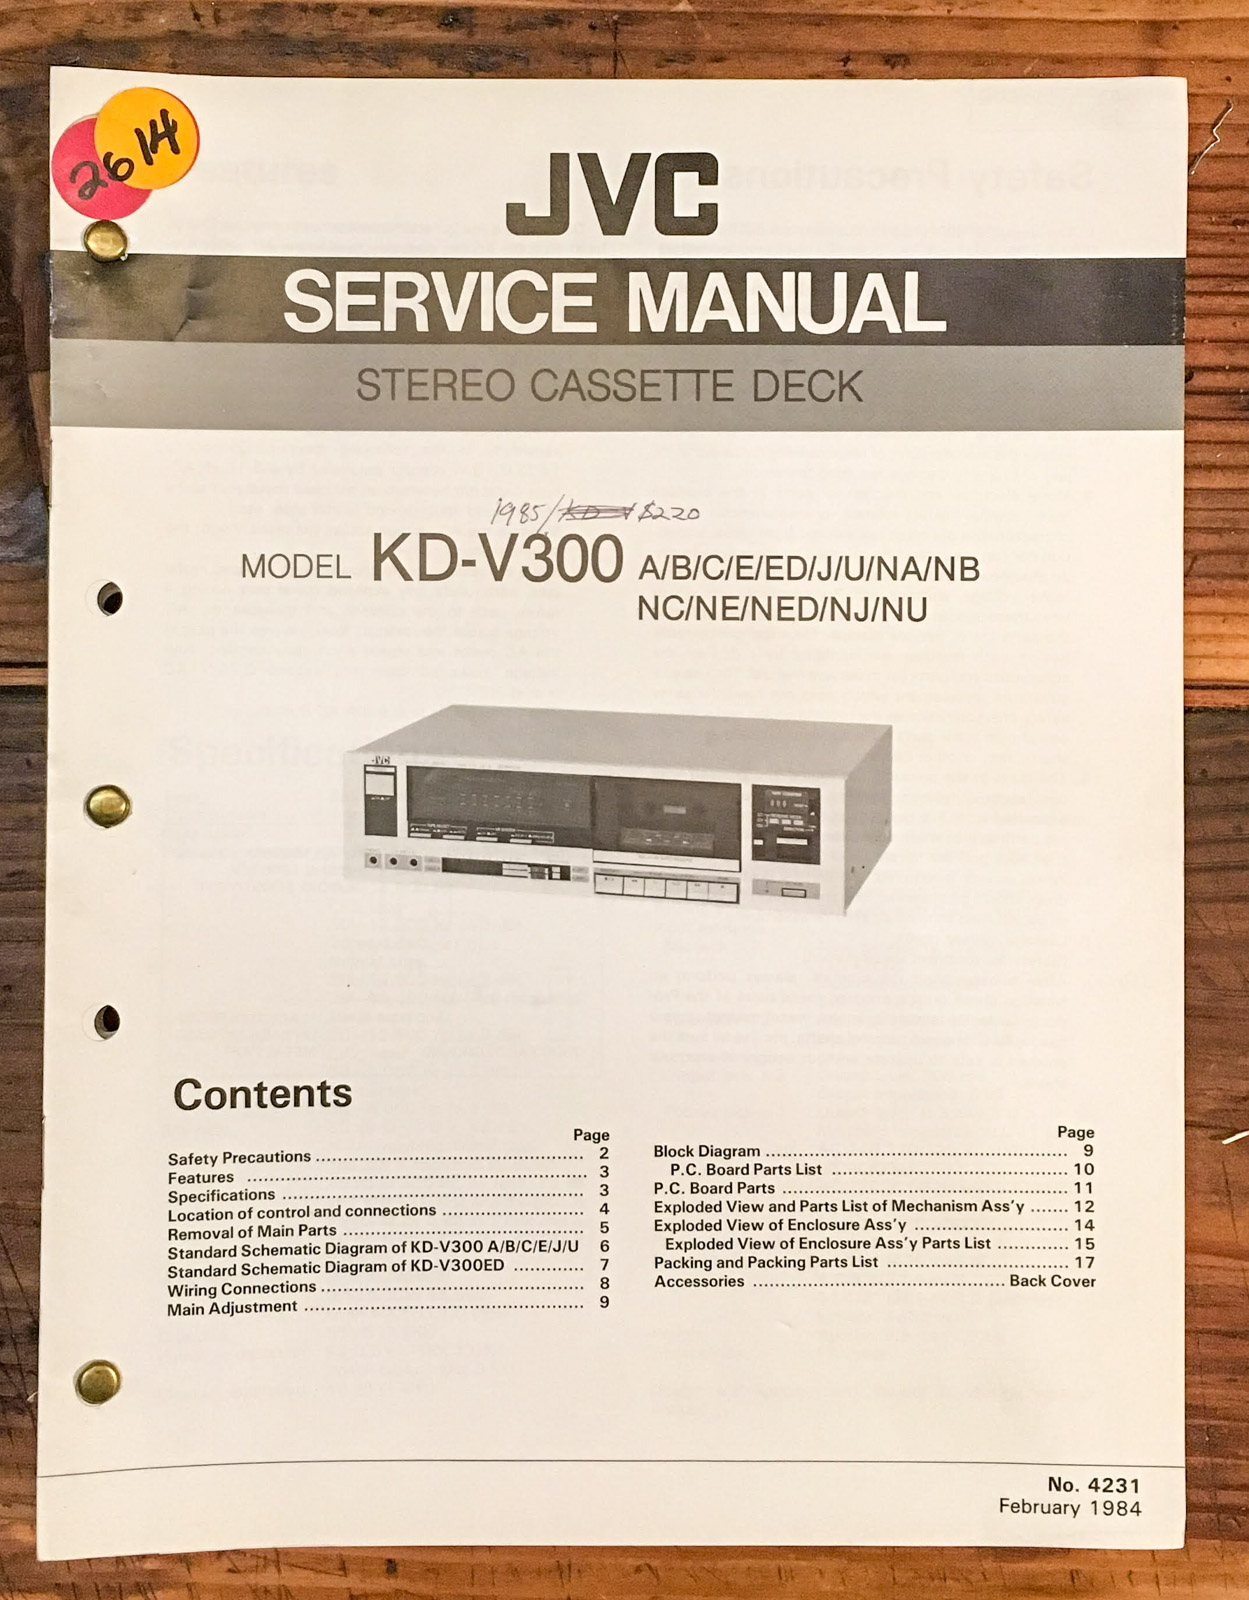 2614
JVC
SERVICE MANUAL
STEREO CASSETTE DECK
1985/ $220
MODEL KD-V300 A/B/C/E/ED/J/U/NA/NB
NC/NE/NED/NJ/NU
JVC
Contents
Page
Safety Precautions ........ 2
Features ........ 3
Specifications ........ 3
Location of control and connections ........ 4
Removal of Main Parts ........ 5
Standard Schematic Diagram of KD-V300 A/B/C/E/J/U 6
Standard Schematic Diagram of KD-V300ED ........ 7
Wiring Connections ........ 8
Main Adjustment ........ 9
Page
Block Diagram ........ 9
P.C. Board Parts List ........ 10
P.C. Board Parts ........ 11
Exploded View and Parts List of Mechanism Ass'y ....... 12
Exploded View of Enclosure Ass'y ........ 14
Exploded View of Enclosure Ass'y Parts List ........ 15
Packing and Packing Parts List ........ 17
Accessories ........ Back Cover
No. 4231
February 1984